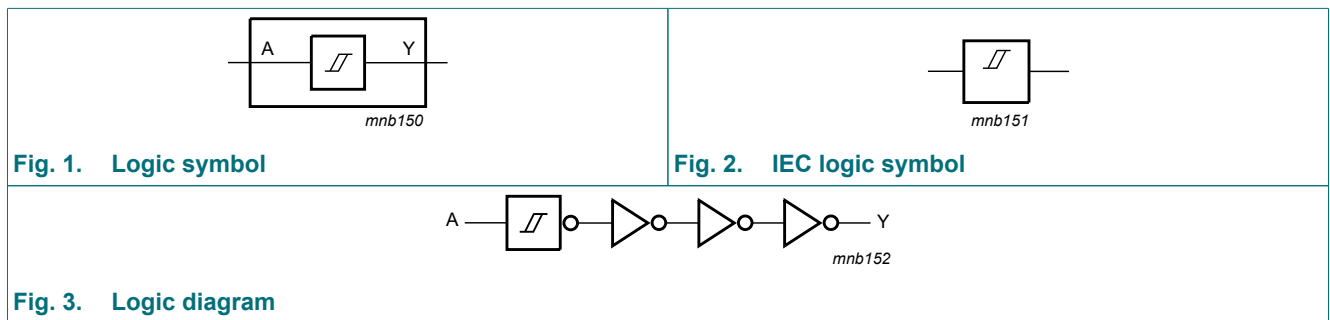 A Y
mnb150
Fig. 1. Logic symbol
mnb151
Fig. 2. IEC logic symbol
A Y
mnb152
Fig. 3. Logic diagram